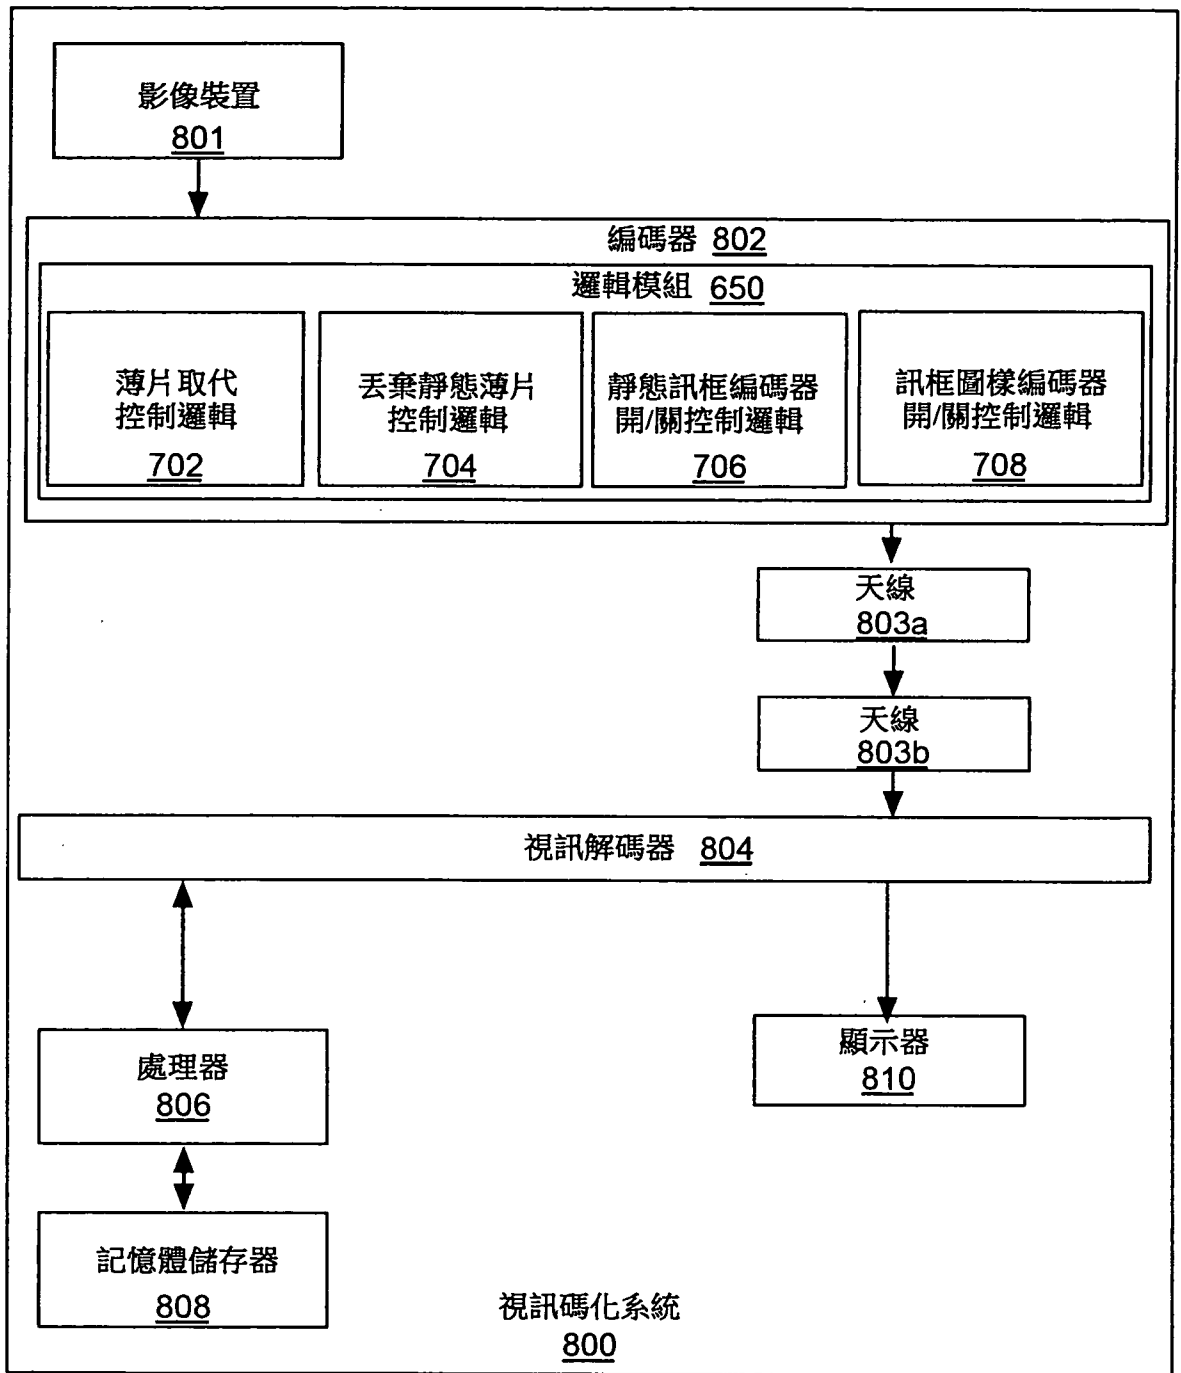 影像裝置
801
編碼器 802
邏輯模組 650
薄片取代
控制邏輯
702
丟棄靜態薄片
控制邏輯
704
靜態訊框編碼器
開/關控制邏輯
706
訊框圖樣編碼器
開/關控制邏輯
708
天線
803a
天線
803b
視訊解碼器 804
處理器
806
顯示器
810
記憶體儲存器
808
視訊碼化系統
800